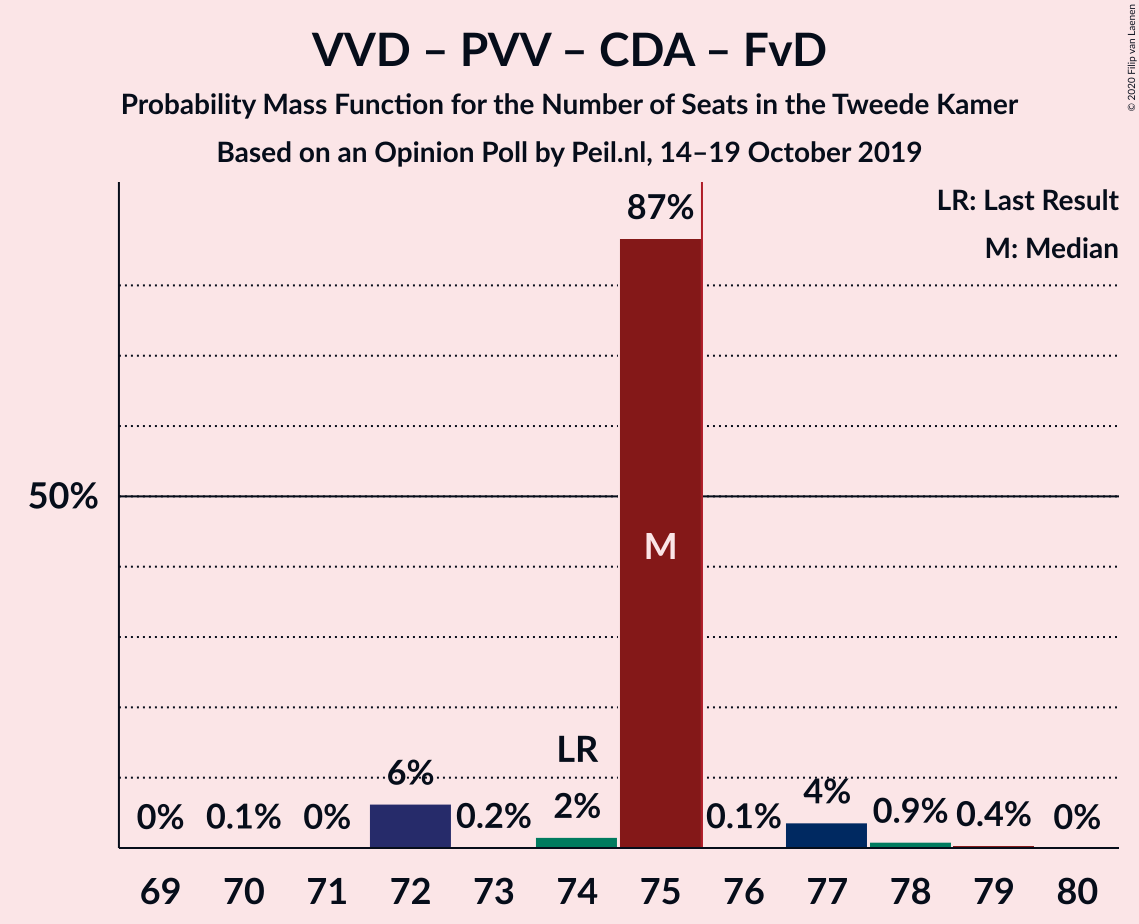 VVD – PVV – CDA – FvD
Probability Mass Function for the Number of Seats in the Tweede Kamer
Based on an Opinion Poll by Peil.nl, 14–19 October 2019
© 2020 Filip van Laenen
LR: Last Result
M: Median
87%
50%
M
LR
6%
4%
0% 0.1% 0% 0.2% 2% 0.1% 0.9% 0.4% 0%
69 70 71 72 73 74 75 76 77 78 79 80